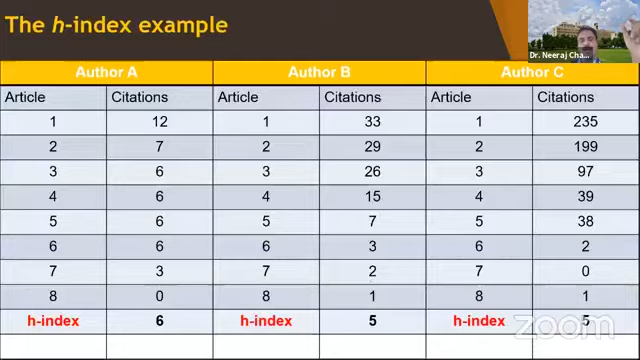 The h-index example
Dr. Neeraj Cha...
Author A Author B Author C
Article Citations Article Citations Article Citations
1 12 1 33 1 235
2 7 2 29 2 199
3 6 3 26 3 97
4 6 4 15 4 39
5 6 5 7 5 38
6 6 6 3 6 2
7 3 7 2 7 0
8 0 8 1 8 1
h-index 6 h-index 5 h-index 5
zoom